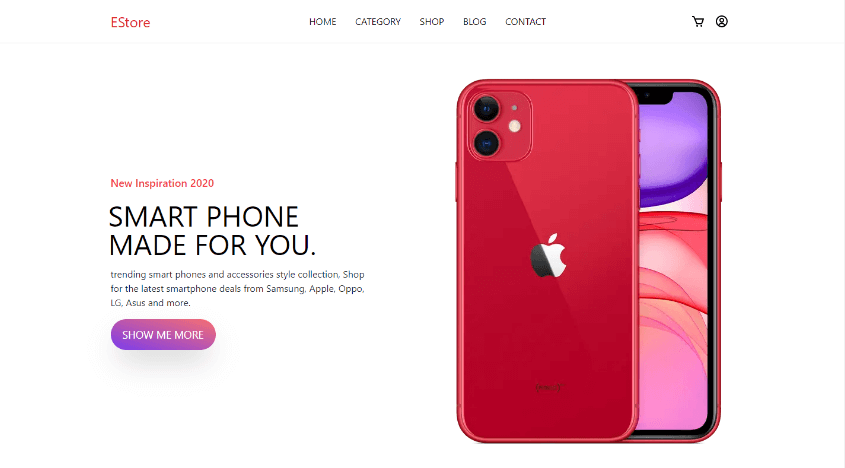 EStore
HOME CATEGORY SHOP BLOG CONTACT
New Inspiration 2020
SMART PHONE
MADE FOR YOU.
trending smart phones and accessories style collection, Shop
for the latest smartphone deals from Samsung, Apple, Oppo,
LG, Asus and more.
SHOW ME MORE